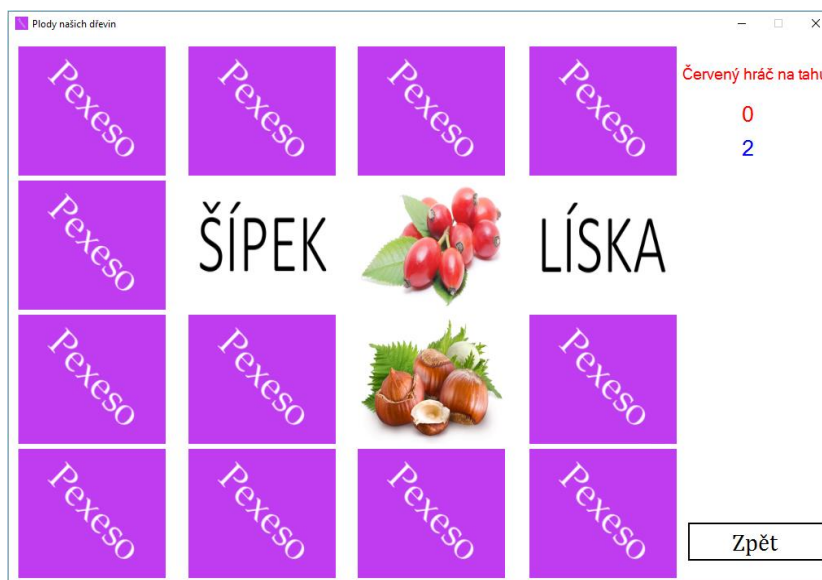 Plody našich dřevin
Pexeso Pexeso Pexeso Pexeso
Červený hráč na tahu
0
2
Pexeso ŠÍPEK LÍSKA
Pexeso Pexeso Pexeso
Pexeso Pexeso Pexeso Pexeso
Zpět